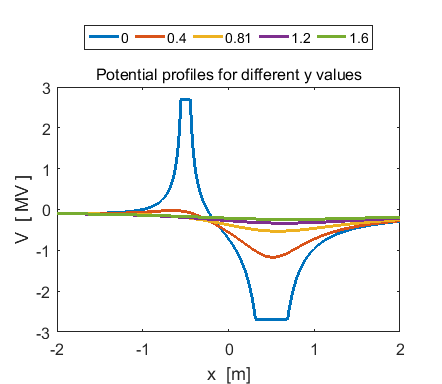 0 0.4 0.81 1.2 1.6
Potential profiles for different y values
3
2
1
0
-1
-2
-3
V [ MV ]
-2 -1 0 1 2
x [m]